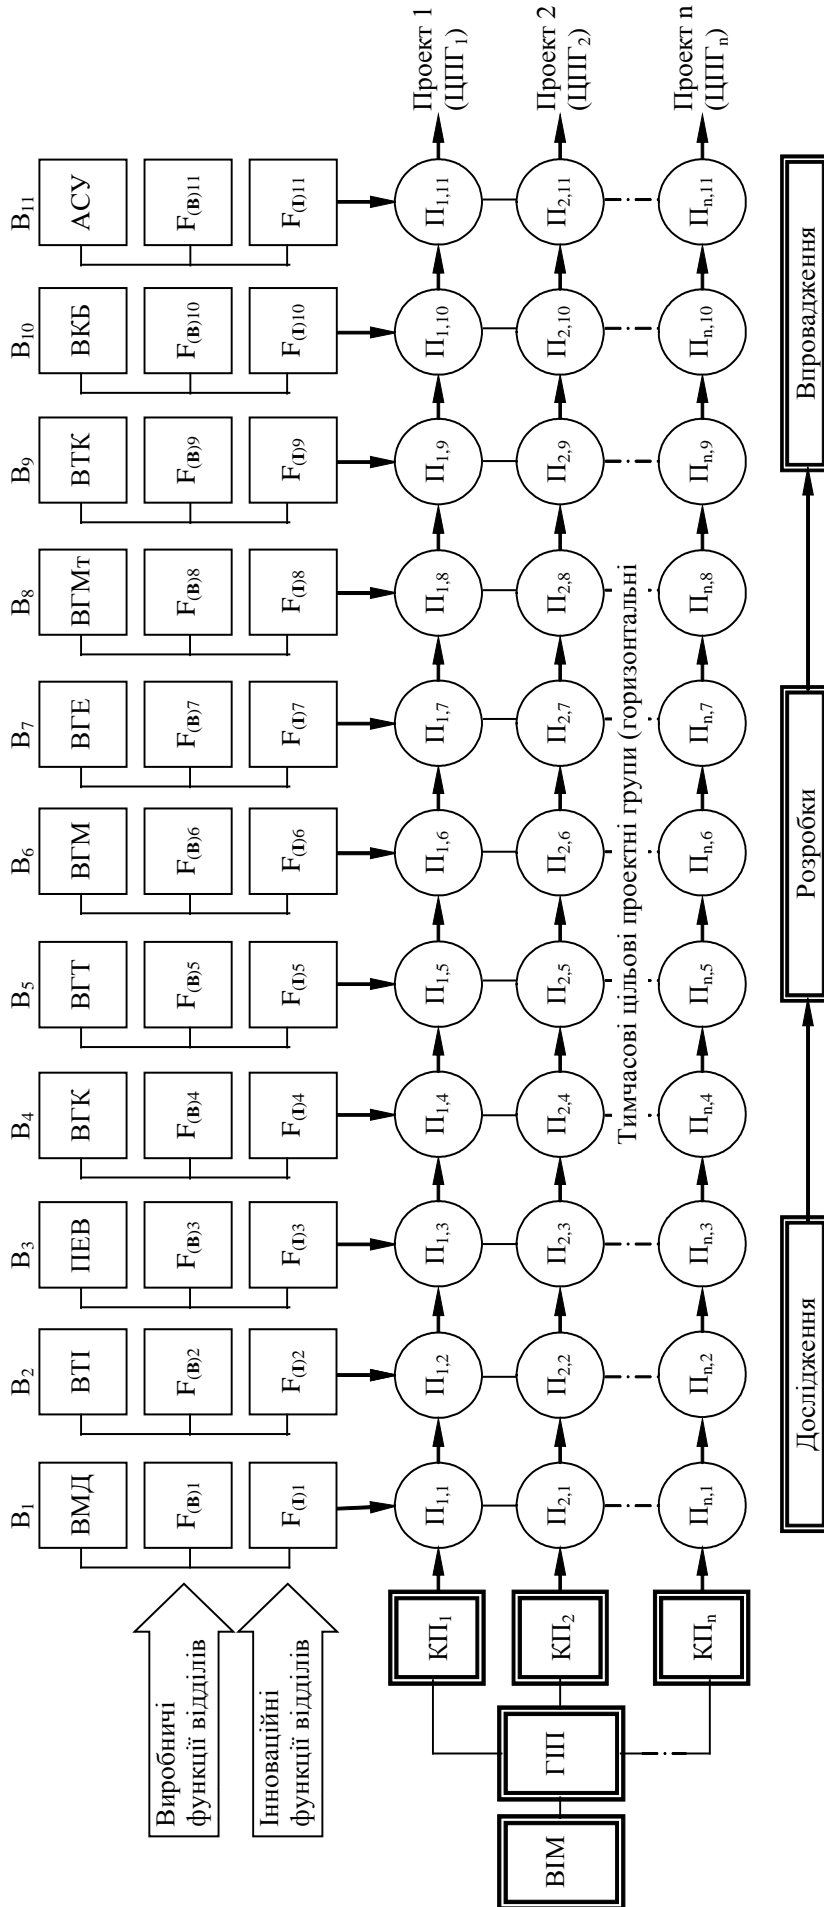 В1 В2 В3 В4 В5 В6 В7 В8 В9 В10 В11
ВМД ВТІ ПЕВ ВГК ВГТ ВГМ ВГЕ ВГМт ВТК ВКБ АСУ
Виробничі
функції відділів
F(В)1 F(В)2 F(В)3 F(В)4 F(В)5 F(В)6 F(В)7 F(В)8 F(В)9 F(В)10 F(В)11
Інноваційні
функції відділів
F(І)1 F(І)2 F(І)3 F(І)4 F(І)5 F(І)6 F(І)7 F(І)8 F(І)9 F(І)10 F(І)11
КП1 П1,1 П1,2 П1,3 П1,4 П1,5 П1,6 П1,7 П1,8 П1,9 П1,10 П1,11
Проект 1
(ЦПГ1)
ВІМ ГІП КП2 П2,1 П2,2 П2,3 П2,4 П2,5 П2,6 П2,7 П2,8 П2,9 П2,10 П2,11
Проект 2
(ЦПГ2)
Тимчасові цільові проектні групи (горизонтальні
КПn Пn,1 Пn,2 Пn,3 Пn,4 Пn,5 Пn,6 Пn,7 Пn,8 Пn,9 Пn,10 Пn,11
Проект n
(ЦПГn)
Дослідження Розробки Впровадження